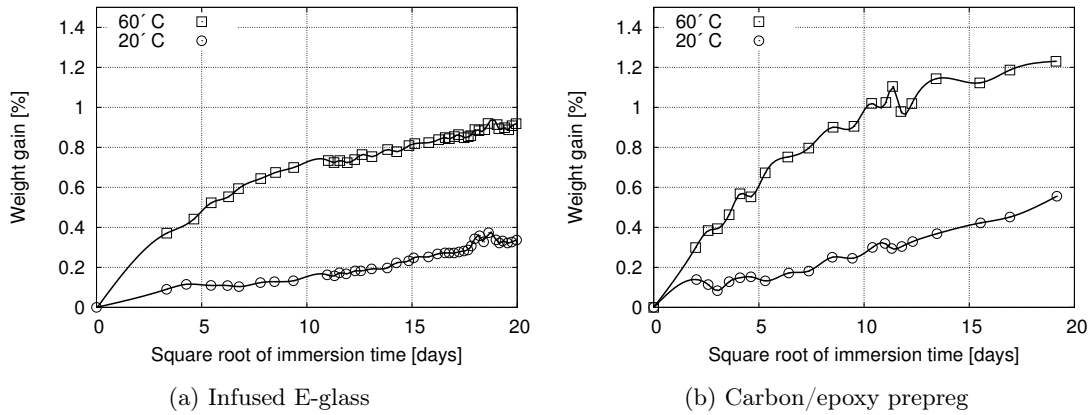 60´ C
20´ C
Weight gain [%]
1.4
1.2
1
0.8
0.6
0.4
0.2
0
0 5 10 15 20
Square root of immersion time [days]
(a) Infused E-glass
60´ C
20´ C
Weight gain [%]
1.4
1.2
1
0.8
0.6
0.4
0.2
0
0 5 10 15 20
Square root of immersion time [days]
(b) Carbon/epoxy prepreg